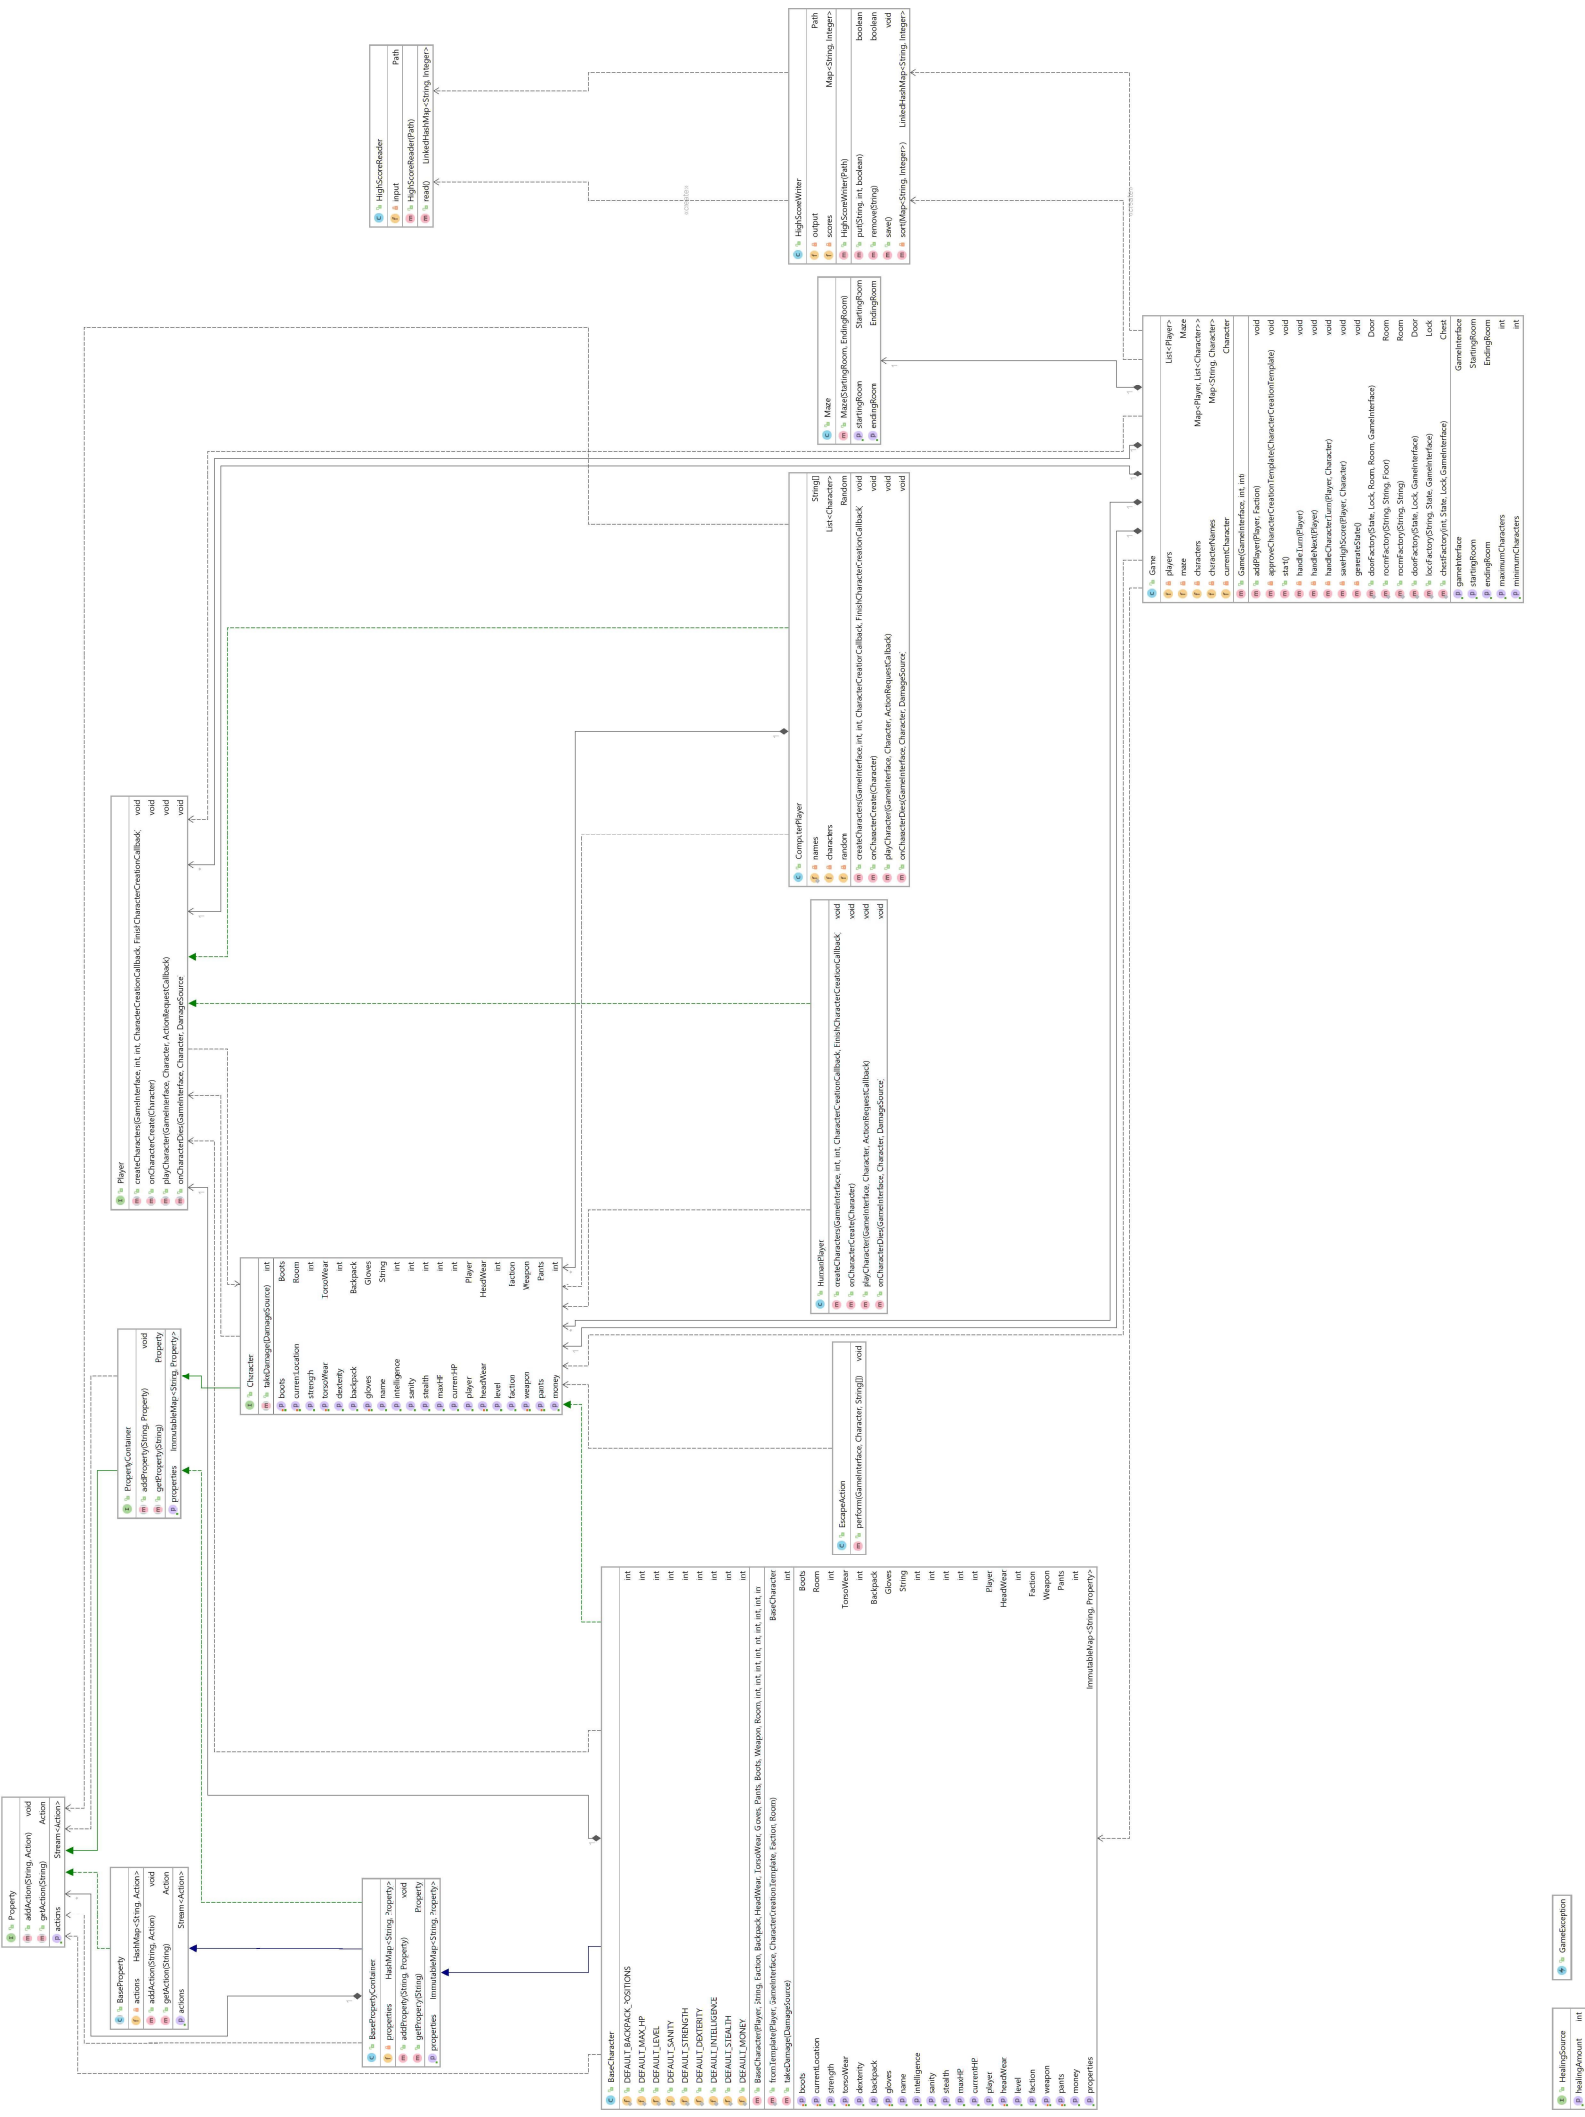 Property
addAction(String, Action) void
getAction(String) Action
actions Stream<Action>
BaseProperty
actions HashMap<String, Action>
addAction(String, Action) void
getAction(String) Action
actions Stream<Action>
PropertyContainer
addProperty(String, Property) void
getProperty(String) Property
properties ImmutableMap<String, Property>
Player
createCharacters(GameInterface, int, int, CharacterCreationCallback, FinishCharacterCreationCallback) void
onCharacterCreate(Character) void
playCharacter(GameInterface, Character, ActionRequestCallback) void
onCharacterDies(GameInterface, Character, DamageSource) void
Character
takeDamage(DamageSource) int
boots Boots
currentLocation Room
strength int
torsoWear TorsoWear
dexterity int
backpack Backpack
gloves Gloves
name String
intelligence int
sanity int
stealth int
maxHP int
currentHP int
player Player
headWear HeadWear
level int
faction Faction
weapon Weapon
pants Pants
money int
BasePropertyContainer
properties HashMap<String, Property>
addProperty(String, Property) void
getProperty(String) Property
properties ImmutableMap<String, Property>
HighScoreReader
input Path
HighScoreReader(Path)
read() LinkedHashMap<String, Integer>
BaseCharacter
DEFAULT_BACKPACK_POSITIONS int
DEFAULT_MAX_HP int
DEFAULT_LEVEL int
DEFAULT_SANITY int
DEFAULT_STRENGTH int
DEFAULT_DEXTERITY int
DEFAULT_INTELLIGENCE int
DEFAULT_STEALTH int
DEFAULT_MONEY int
BaseCharacter(Player, String, Faction, Backpack, HeadWear, TorsoWear, Gloves, Pants, Boots, Weapon, Room, int, int, int, int, int, int, in
fromTemplate(Player, GameInterface, CharacterCreationTemplate, Faction, Room) BaseCharacter
takeDamage(DamageSource) int
boots Boots
currentLocation Room
strength int
torsoWear TorsoWear
dexterity int
backpack Backpack
gloves Gloves
name String
intelligence int
sanity int
stealth int
maxHP int
currentHP int
player Player
headWear HeadWear
level int
faction Faction
weapon Weapon
pants Pants
money int
properties ImmutableMap<String, Property>
EscapeAction
perform(GameInterface, Character, String[]) void
HumanPlayer
createCharacters(GameInterface, int, int, CharacterCreationCallback, FinishCharacterCreationCallback) void
onCharacterCreate(Character) void
playCharacter(GameInterface, Character, ActionRequestCallback) void
onCharacterDies(GameInterface, Character, DamageSource) void
ComputerPlayer
names String[]
characters List<Character>
random Random
createCharacters(GameInterface, int, int, CharacterCreationCallback, FinishCharacterCreationCallback) void
onCharacterCreate(Character) void
playCharacter(GameInterface, Character, ActionRequestCallback) void
onCharacterDies(GameInterface, Character, DamageSource) void
Maze
Maze(StartingRoom, EndingRoom)
startingRoom StartingRoom
endingRoom EndingRoom
«create»
HighScoreWriter
output Path
scores Map<String, Integer>
HighScoreWriter(Path)
put(String, int, boolean) boolean
remove(String) boolean
save() void
sort(Map<String, Integer>) LinkedHashMap<String, Integer>
Game
players List<Player>
maze Maze
characters Map<Player, List<Character>>
characterNames Map<String, Character>
currentCharacter Character
Game(GameInterface, int, int)
addPlayer(Player, Faction) void
approveCharacterCreationTemplate(CharacterCreationTemplate) void
start() void
handleTurn(Player) void
handleNext(Player) void
handleCharacterTurn(Player, Character) void
saveHighScore(Player, Character) void
generateState() void
doorFactory(State, Lock, Room, Room, GameInterface) Door
roomFactory(String, String, Floor) Room
roomFactory(String, String) Room
doorFactory(State, Lock, GameInterface) Door
lockFactory(String, State, GameInterface) Lock
chestFactory(int, State, Lock, GameInterface) Chest
gameInterface GameInterface
startingRoom StartingRoom
endingRoom EndingRoom
maximumCharacters int
minimumCharacters int
HealingSource
healingAmount int
GameException